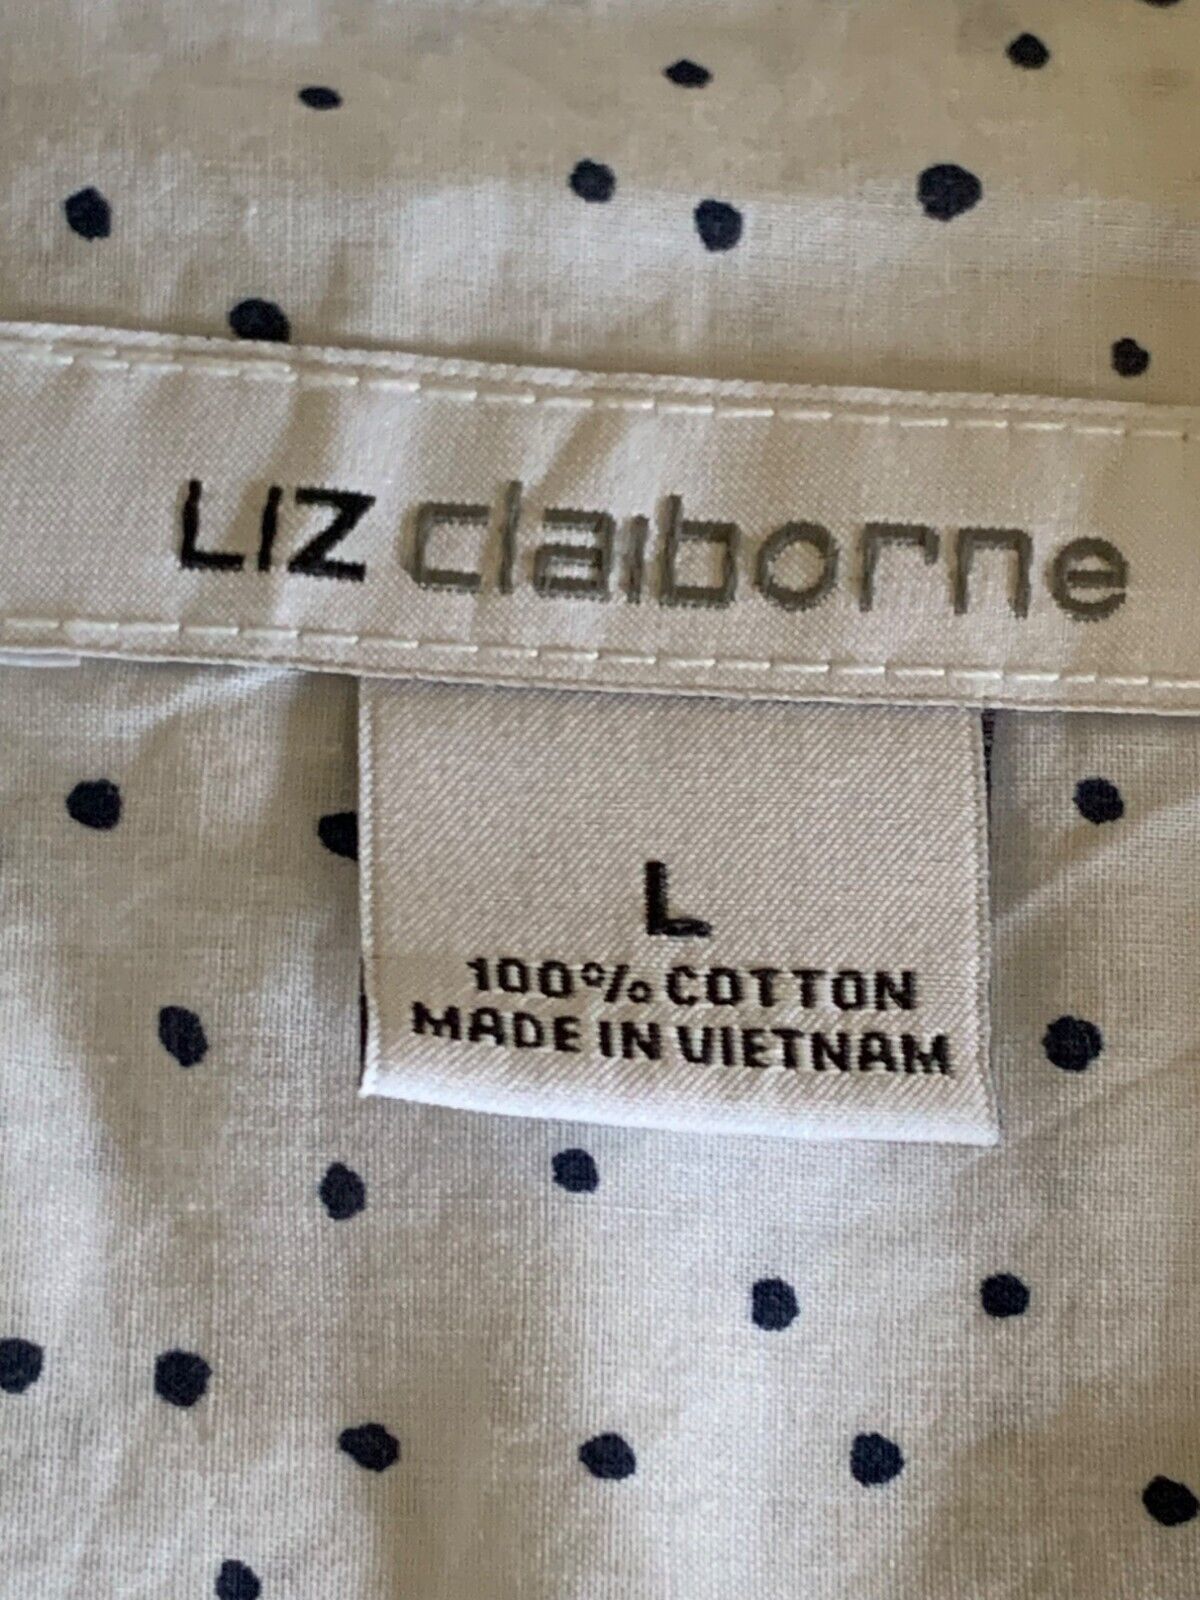 LIZ claiborne
L
100% COTTON
MADE IN VIETNAM